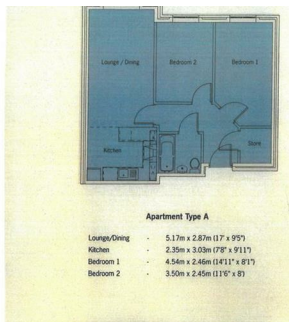 Lounge / Dining
Bedroom 2
Bedroom 1
Kitchen
Store
Apartment Type A
Lounge/Dining - 5.17m x 2.87m (17' x 9'5")
Kitchen - 2.35m x 3.03m (7'8" x 9'11")
Bedroom 1 - 4.54m x 2.46m (14'11" x 8'1")
Bedroom 2 - 3.50m x 2.45m (11'6" x 8')